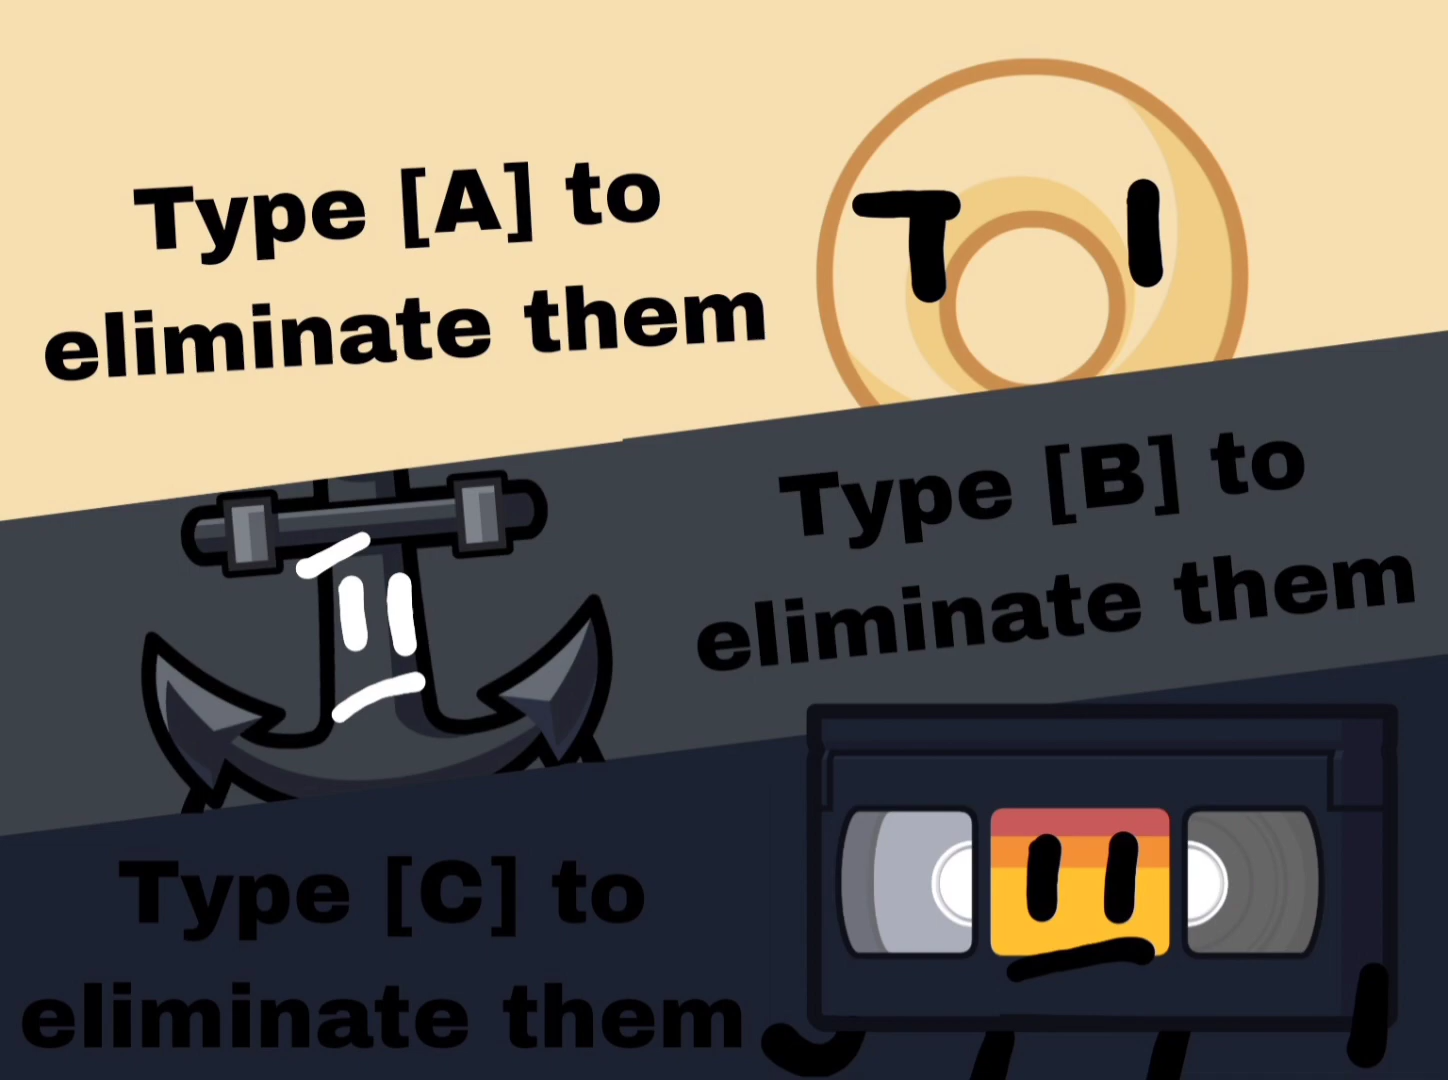 Type [A] to
eliminate them
Type [B] to
eliminate them
Type [C] to
eliminate them